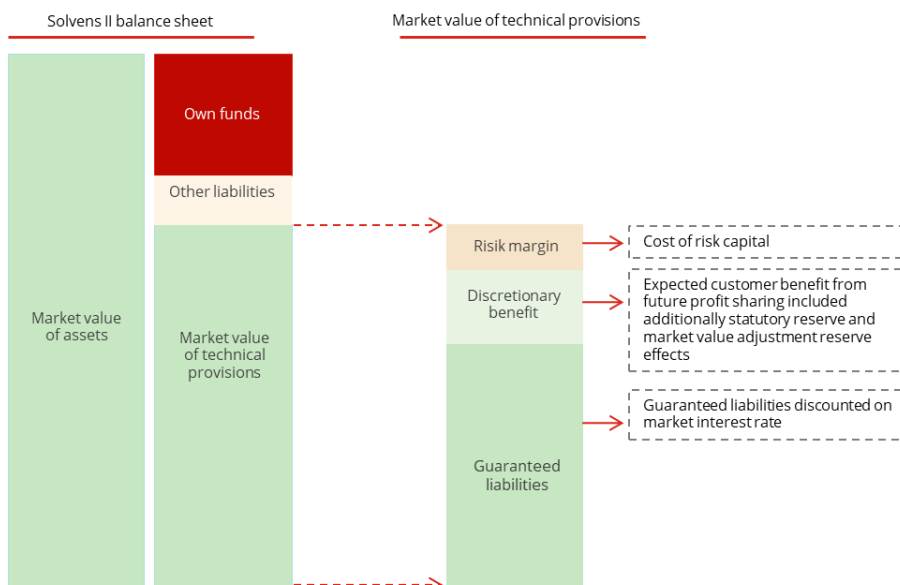 Solvens II balance sheet
Market value of technical provisions
Own funds
Other liabilities
Market value
of assets
Market value
of technical
provisions
Risik margin
Discretionary
benefit
Guaranteed
liabilities
Cost of risk capital
Expected customer benefit from
future profit sharing included
additionally statutory reserve and
market value adjustment reserve
effects
Guaranteed liabilities discounted on
market interest rate